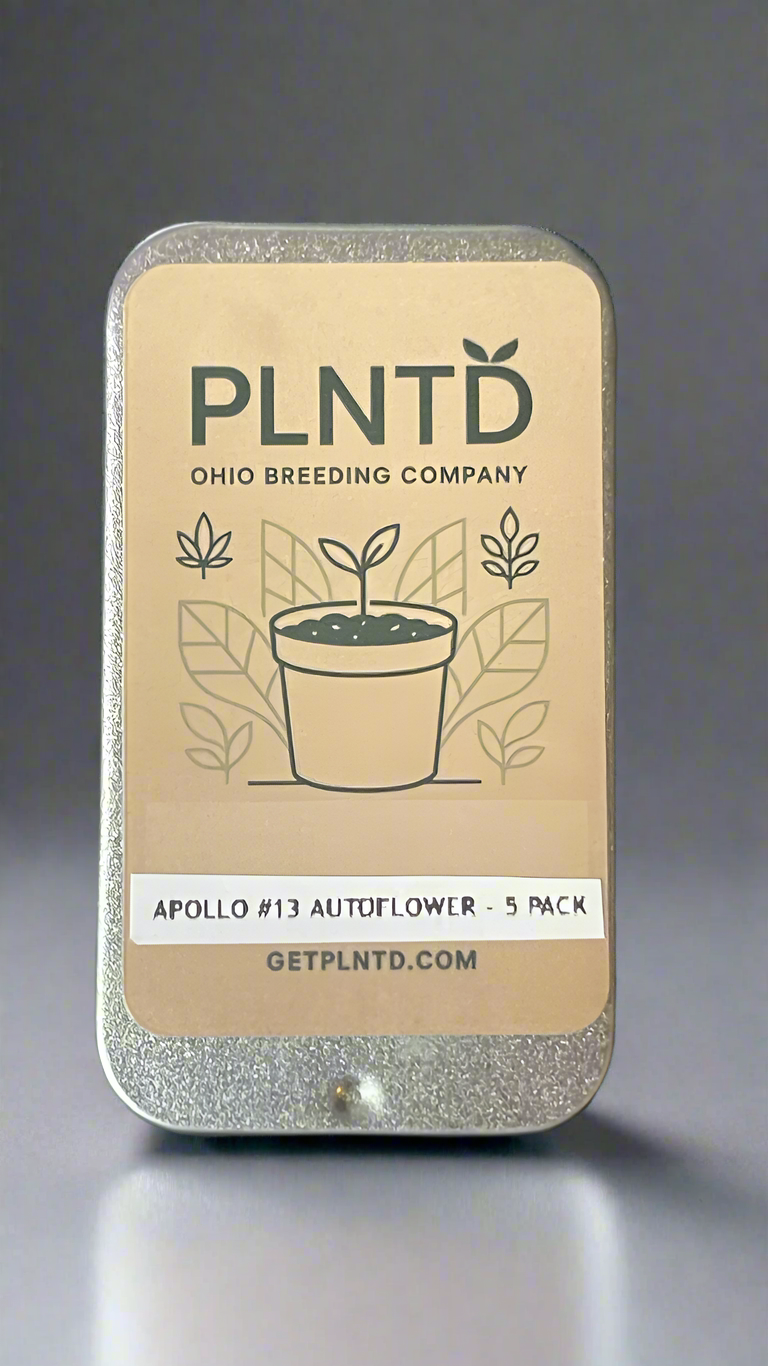 PLNTD
OHIO BREEDING COMPANY
APOLLO #13 AUTOFLOWER - 5 PACK
GETPLNTD.COM